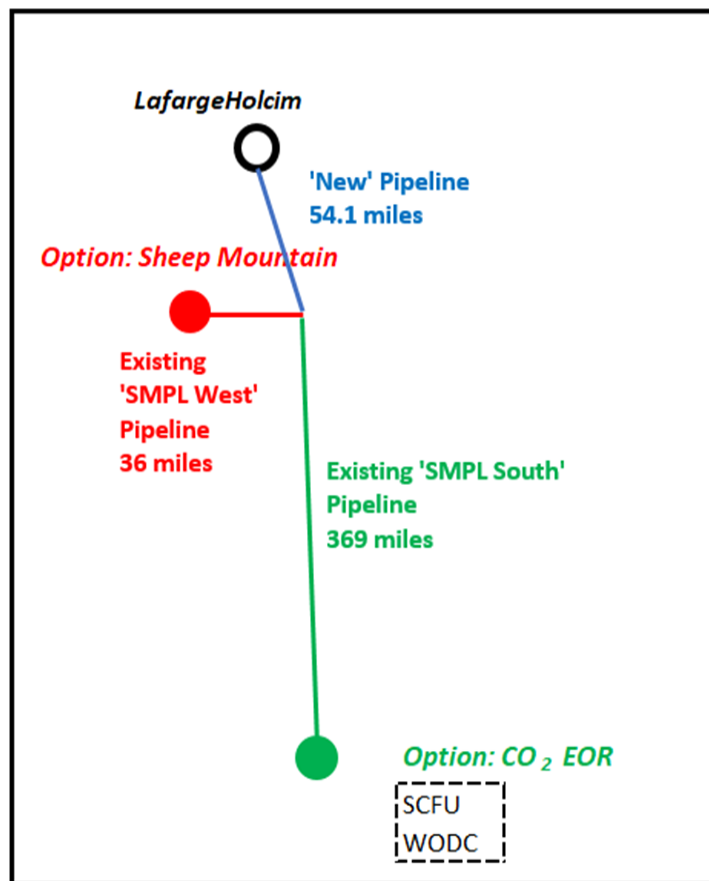 LafargeHolcim
'New' Pipeline
54.1 miles
Option: Sheep Mountain
Existing
'SMPL West'
Pipeline
36 miles
Existing 'SMPL South'
Pipeline
369 miles
Option: CO₂ EOR
SCFU
WODC